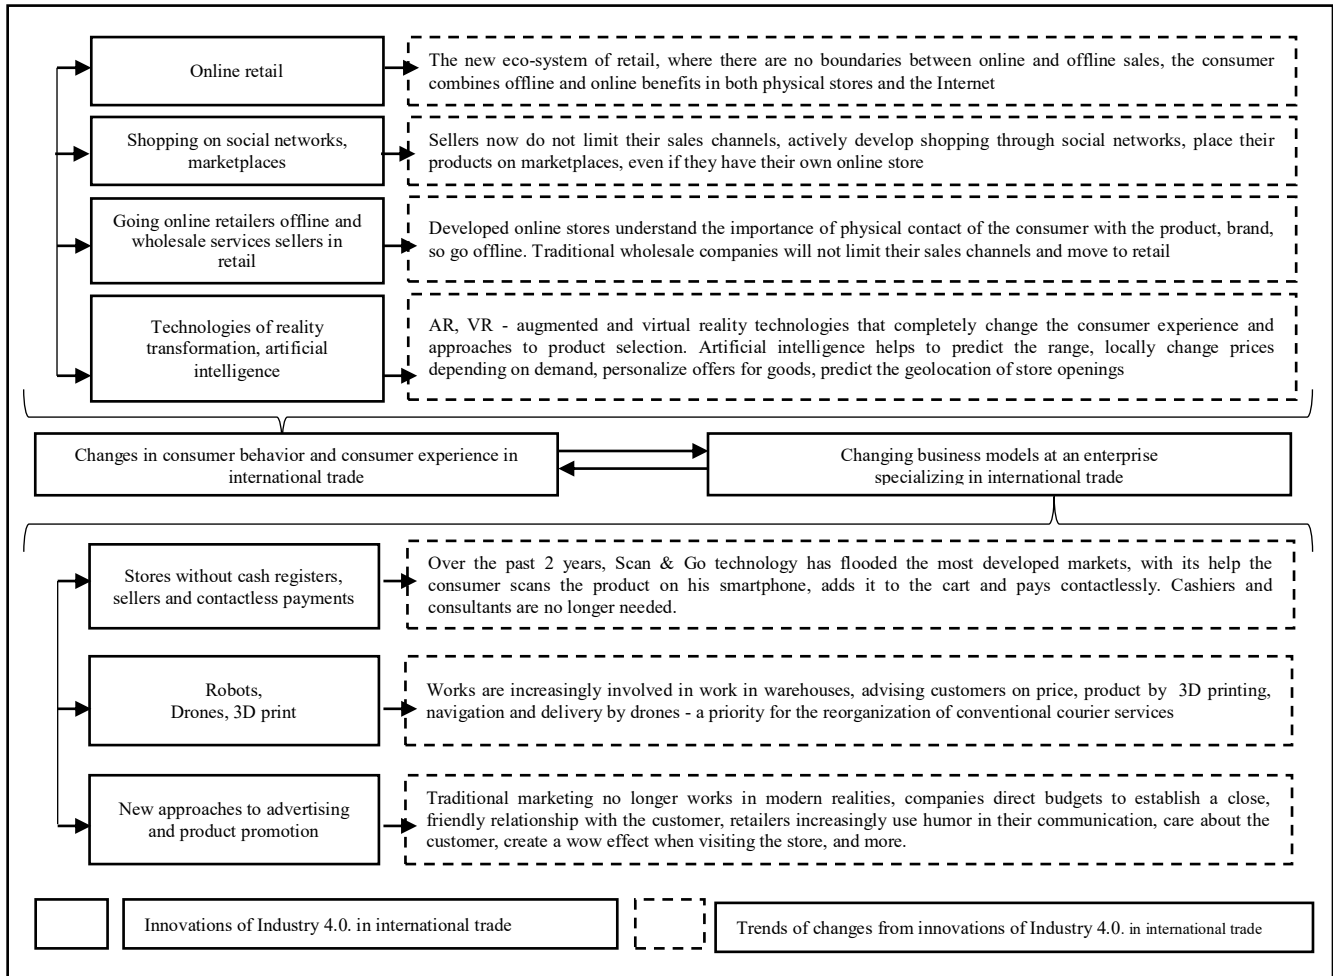 Online retail
The new eco-system of retail, where there are no boundaries between online and offline sales, the consumer
combines offline and online benefits in both physical stores and the Internet
Shopping on social networks,
marketplaces
Sellers now do not limit their sales channels, actively develop shopping through social networks, place their
products on marketplaces, even if they have their own online store
Going online retailers offline and
wholesale services sellers in
retail
Developed online stores understand the importance of physical contact of the consumer with the product, brand,
so go offline. Traditional wholesale companies will not limit their sales channels and move to retail
Technologies of reality
transformation, artificial
intelligence
AR, VR - augmented and virtual reality technologies that completely change the consumer experience and
approaches to product selection. Artificial intelligence helps to predict the range, locally change prices
depending on demand, personalize offers for goods, predict the geolocation of store openings
Changes in consumer behavior and consumer experience in
international trade
Changing business models at an enterprise
specializing in international trade
Stores without cash registers,
sellers and contactless payments
Over the past 2 years, Scan & Go technology has flooded the most developed markets, with its help the
consumer scans the product on his smartphone, adds it to the cart and pays contactlessly. Cashiers and
consultants are no longer needed.
Robots,
Drones, 3D print
Works are increasingly involved in work in warehouses, advising customers on price, product by 3D printing,
navigation and delivery by drones - a priority for the reorganization of conventional courier services
New approaches to advertising
and product promotion
Traditional marketing no longer works in modern realities, companies direct budgets to establish a close,
friendly relationship with the customer, retailers increasingly use humor in their communication, care about the
customer, create a wow effect when visiting the store, and more.
Innovations of Industry 4.0. in international trade
Trends of changes from innovations of Industry 4.0. in international trade